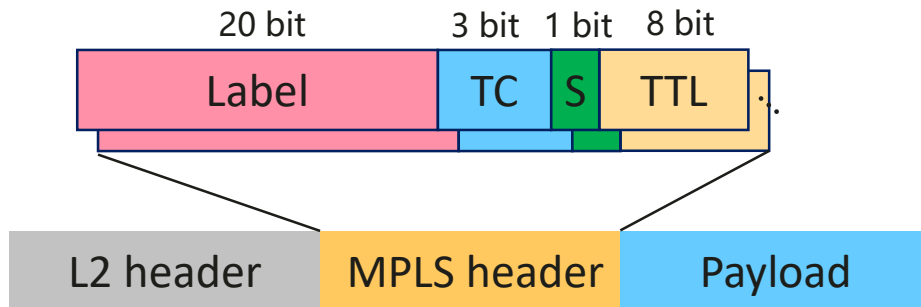 20 bit 3 bit 1 bit 8 bit
Label TC S TTL
...
L2 header MPLS header Payload